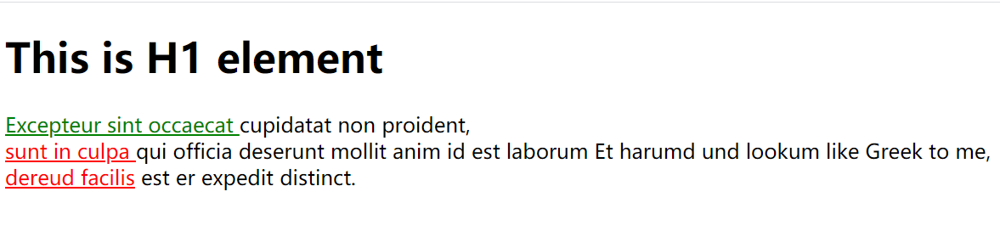 This is H1 element
Excepteur sint occaecat cupidatat non proident,
sunt in culpa qui officia deserunt mollit anim id est laborum Et harumd und lookum like Greek to me,
dereud facilis est er expedit distinct.